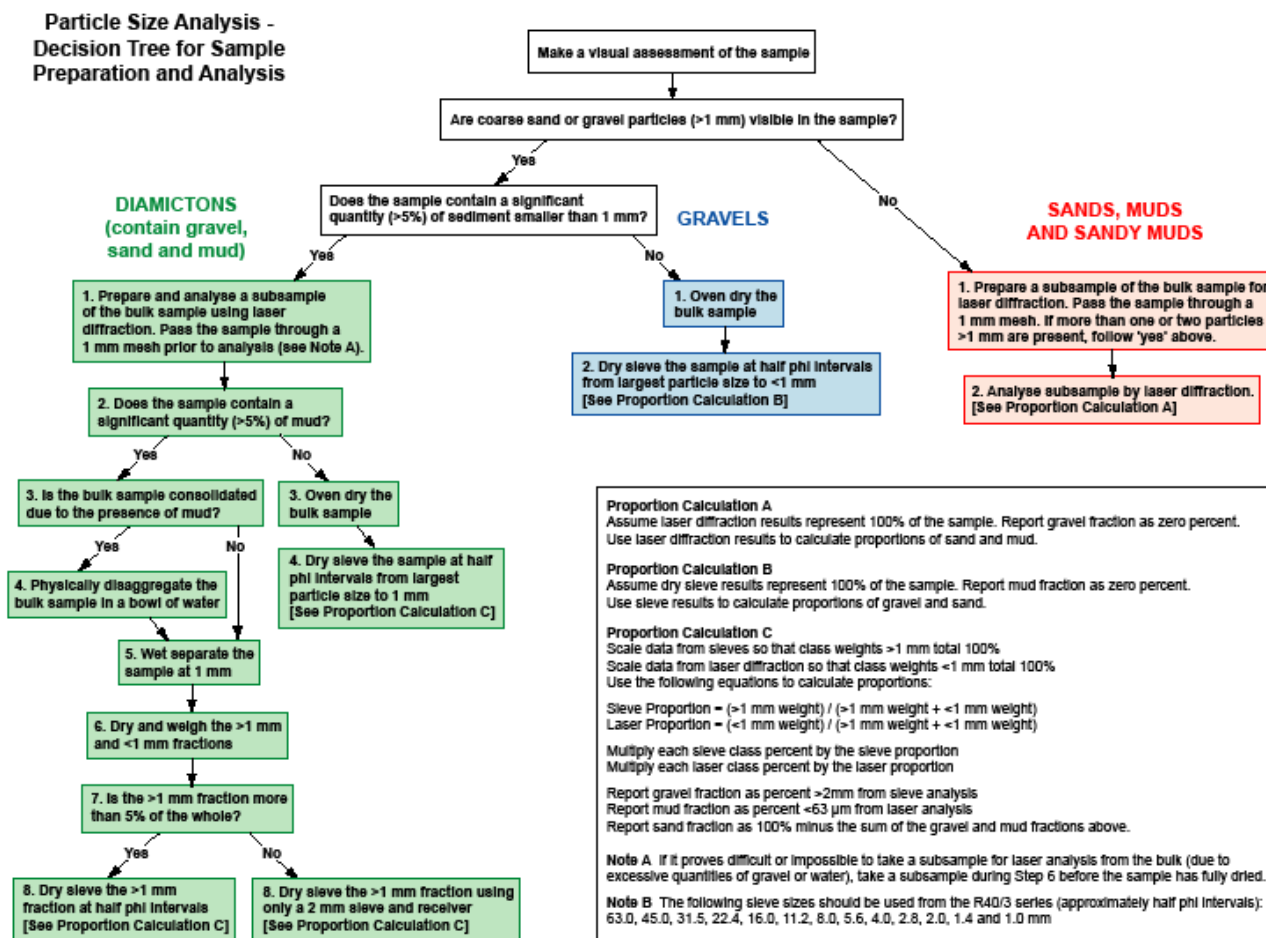 Particle Size Analysis -
Decision Tree for Sample
Preparation and Analysis
Make a visual assessment of the sample
Are coarse sand or gravel particles (>1 mm) visible in the sample?
Yes
No
Does the sample contain a significant
quantity (>5%) of sediment smaller than 1 mm?
DIAMICTONS
(contain gravel,
sand and mud)
GRAVELS
SANDS, MUDS
AND SANDY MUDS
Yes
No
1. Prepare and analyse a subsample
of the bulk sample using laser
diffraction. Pass the sample through a
1 mm mesh prior to analysis (see Note A).
1. Oven dry the
bulk sample
1. Prepare a subsample of the bulk sample for
laser diffraction. Pass the sample through a
1 mm mesh. If more than one or two particles
>1 mm are present, follow 'yes' above.
2. Dry sieve the sample at half phi intervals
from largest particle size to <1 mm
[See Proportion Calculation B]
2. Analyse subsample by laser diffraction.
[See Proportion Calculation A]
2. Does the sample contain a
significant quantity (>5%) of mud?
Yes
No
3. Is the bulk sample consolidated
due to the presence of mud?
3. Oven dry the
bulk sample
Yes
No
4. Physically disaggregate the
bulk sample in a bowl of water
4. Dry sieve the sample at half
phi intervals from largest
particle size to 1 mm
[See Proportion Calculation C]
5. Wet separate the
sample at 1 mm
6. Dry and weigh the >1 mm
and <1 mm fractions
7. Is the >1 mm fraction more
than 5% of the whole?
Yes
No
8. Dry sieve the >1 mm
fraction at half phi intervals
[See Proportion Calculation C]
8. Dry sieve the >1 mm fraction using
only a 2 mm sieve and receiver
[See Proportion Calculation C]
Proportion Calculation A
Assume laser diffraction results represent 100% of the sample. Report gravel fraction as zero percent.
Use laser diffraction results to calculate proportions of sand and mud.
Proportion Calculation B
Assume dry sieve results represent 100% of the sample. Report mud fraction as zero percent.
Use sieve results to calculate proportions of gravel and sand.
Proportion Calculation C
Scale data from sieves so that class weights >1 mm total 100%
Scale data from laser diffraction so that class weights <1 mm total 100%
Use the following equations to calculate proportions:
Sieve Proportion = (>1 mm weight) / (>1 mm weight + <1 mm weight)
Laser Proportion = (<1 mm weight) / (>1 mm weight + <1 mm weight)
Multiply each sieve class percent by the sieve proportion
Multiply each laser class percent by the laser proportion
Report gravel fraction as percent >2mm from sieve analysis
Report mud fraction as percent <63 µm from laser analysis
Report sand fraction as 100% minus the sum of the gravel and mud fractions above.
Note A If it proves difficult or impossible to take a subsample for laser analysis from the bulk (due to
excessive quantities of gravel or water), take a subsample during Step 6 before the sample has fully dried.
Note B The following sieve sizes should be used from the R40/3 series (approximately half phi intervals):
63.0, 45.0, 31.5, 22.4, 16.0, 11.2, 8.0, 5.6, 4.0, 2.8, 2.0, 1.4 and 1.0 mm